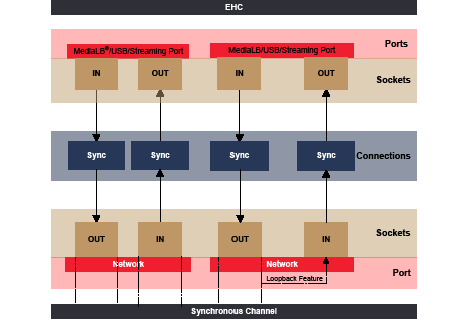 EHC
Ports
MediaLB®/USB/Streaming Port
MediaLB/USB/Streaming Port
IN
OUT
IN
OUT
Sockets
Sync
Sync
Sync
Sync
Connections
Sockets
OUT
IN
OUT
IN
Network
Network
Port
Loopback Feature
Synchronous Channel